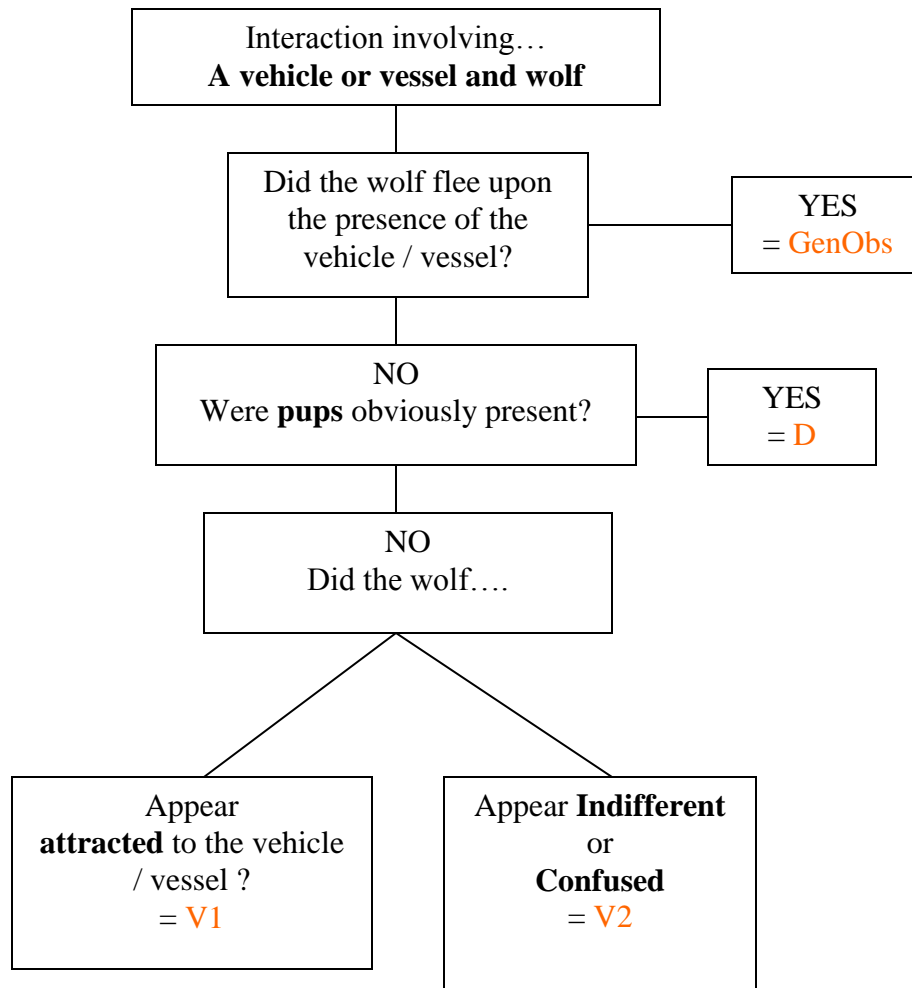 Interaction involving…
A vehicle or vessel and wolf
Did the wolf flee upon
the presence of the
vehicle / vessel?
YES
= GenObs
NO
Were pups obviously present?
YES
= D
NO
Did the wolf….
Appear
attracted to the vehicle
/ vessel ?
= V1
Appear Indifferent
or
Confused
= V2